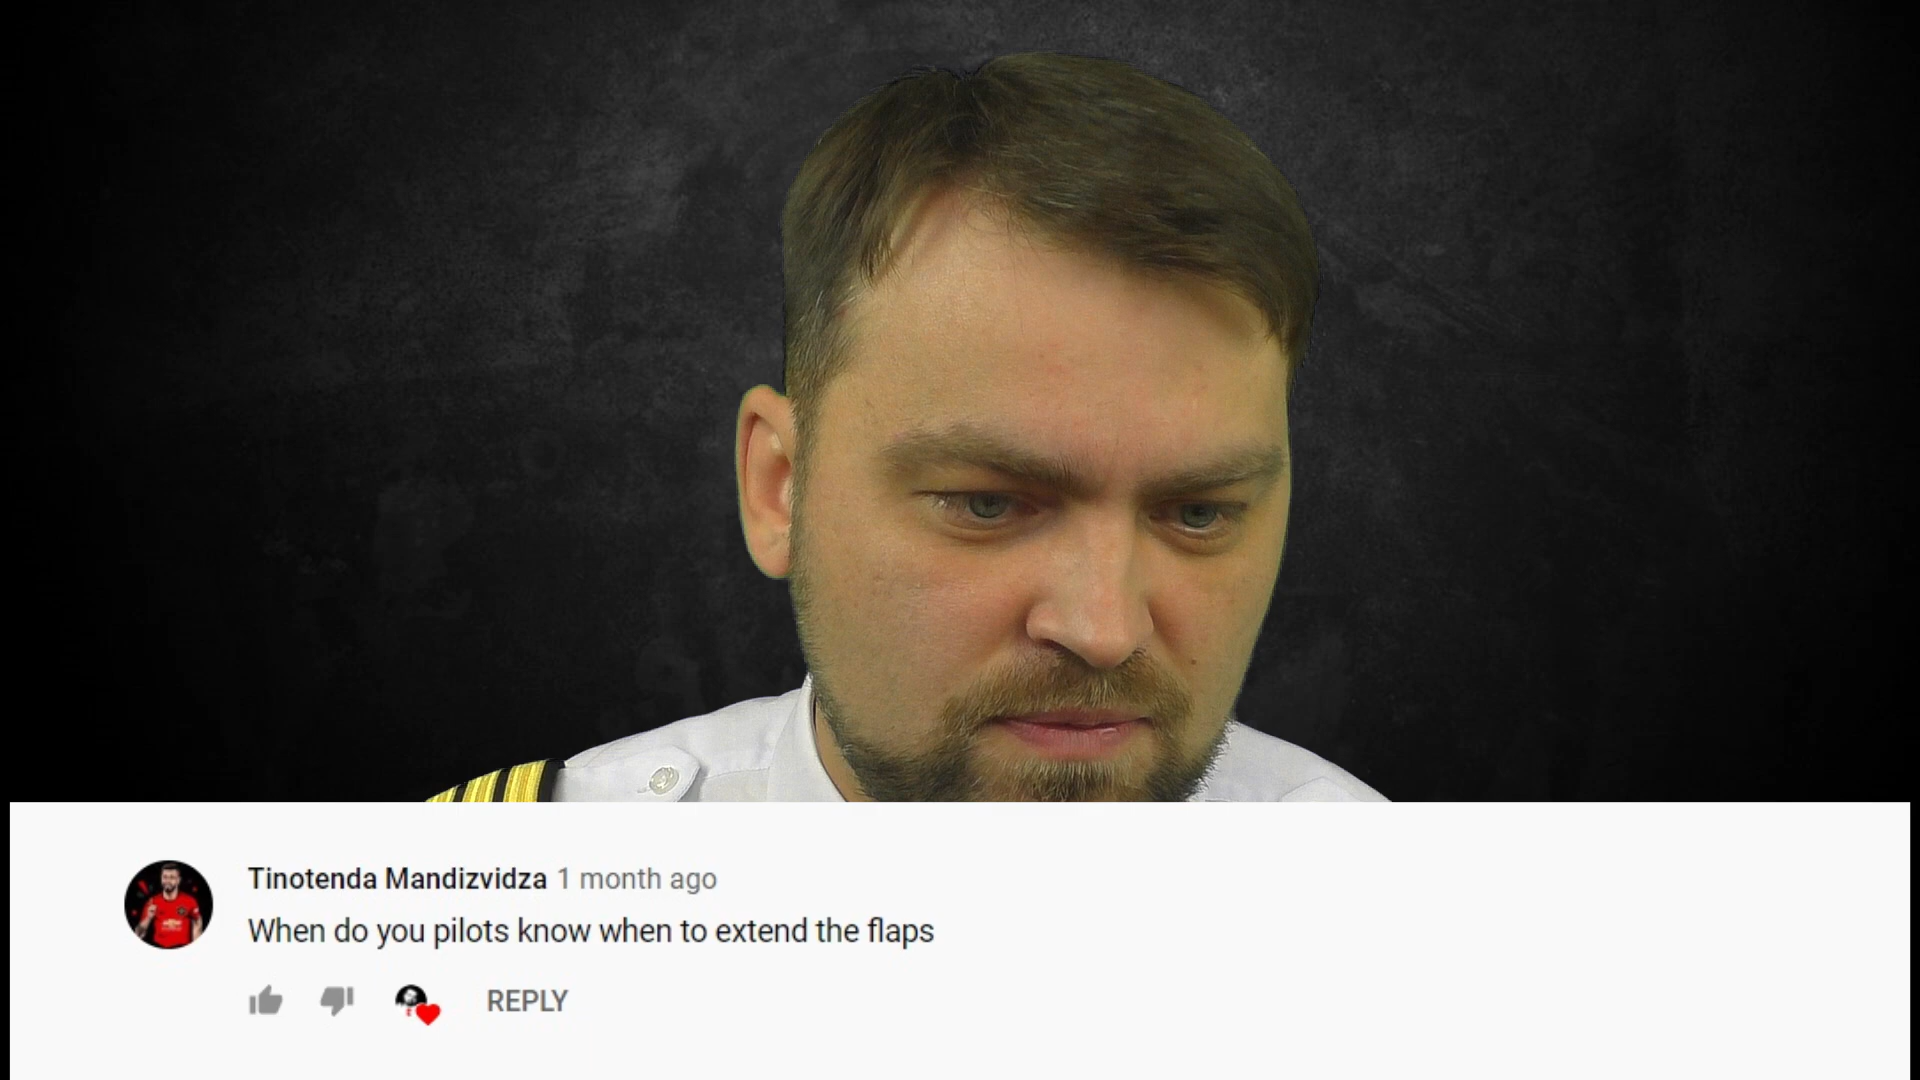 Tinotenda Mandizvidza 1 month ago
When do you pilots know when to extend the flaps
REPLY